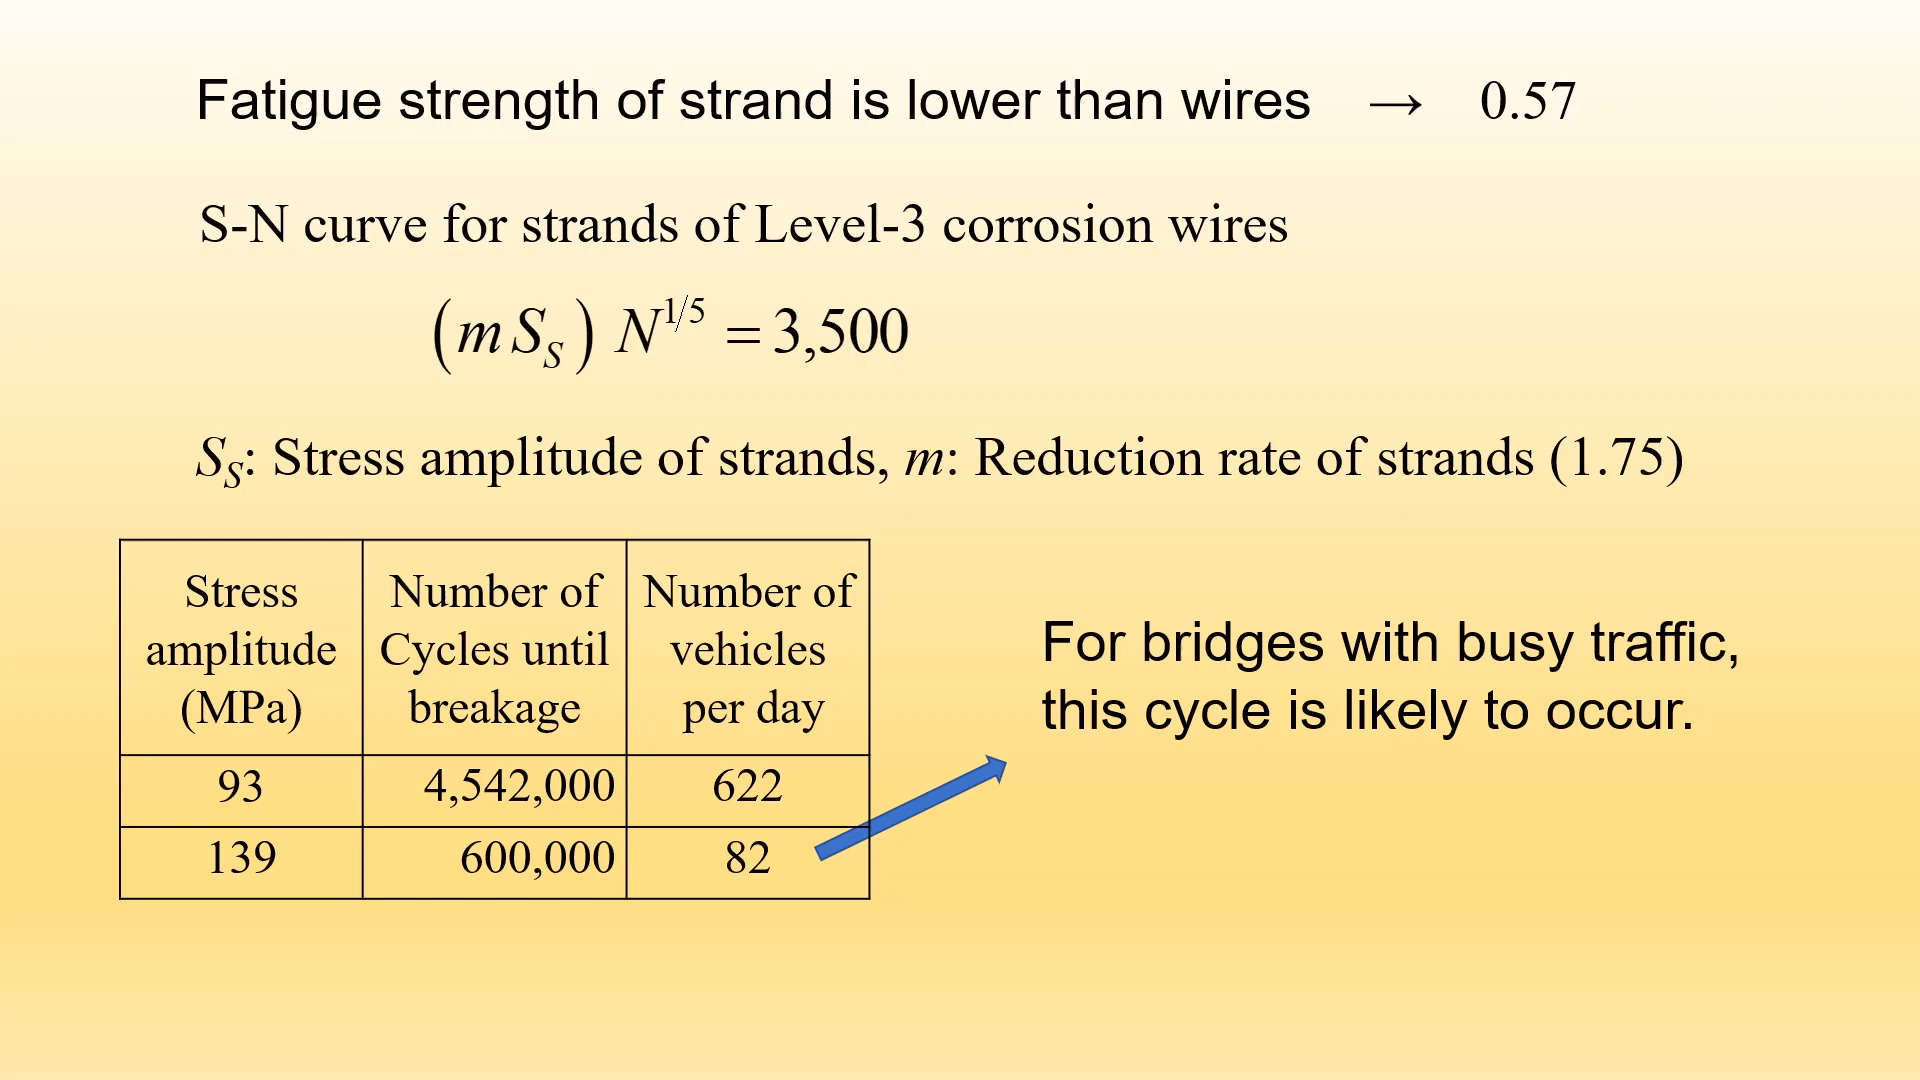 Fatigue strength of strand is lower than wires → 0.57
S-N curve for strands of Level-3 corrosion wires
(m S_S) N^{1/5} = 3,500
S_S: Stress amplitude of strands, m: Reduction rate of strands (1.75)
Stress amplitude (MPa) Number of Cycles until breakage Number of vehicles per day
93 4,542,000 622
139 600,000 82
For bridges with busy traffic,
this cycle is likely to occur.